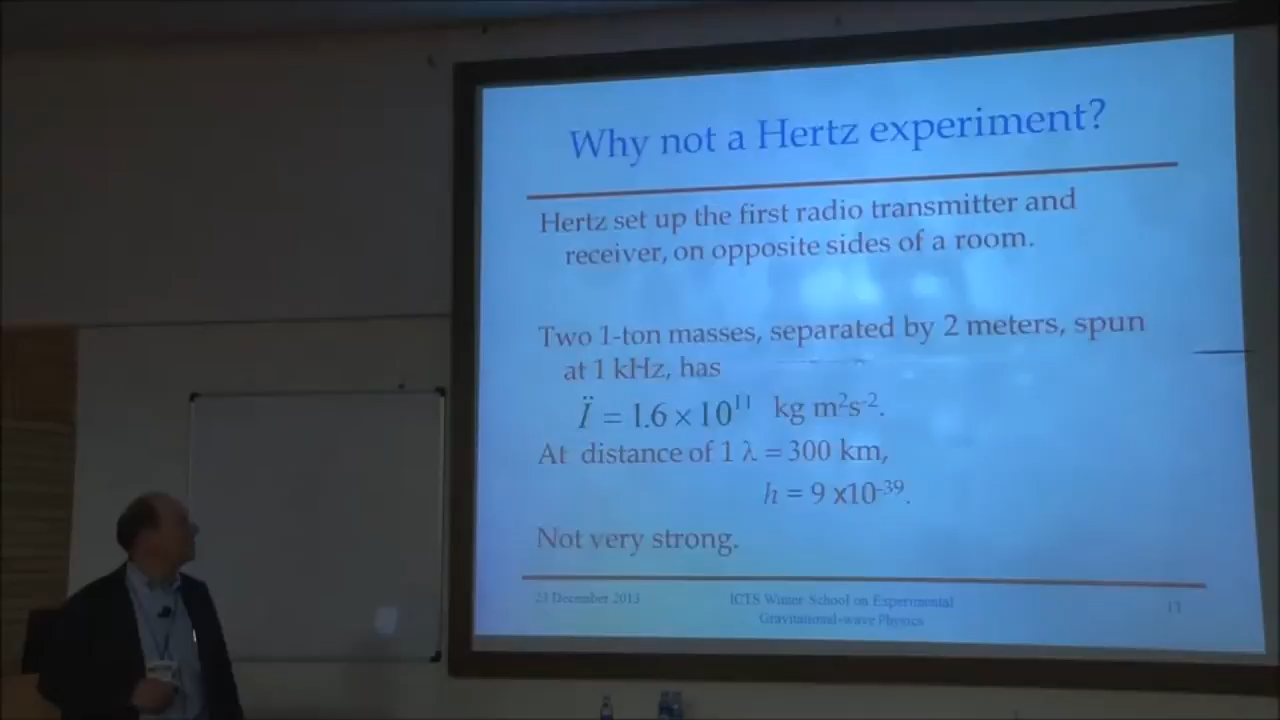 Why not a Hertz experiment?
Hertz set up the first radio transmitter and
receiver, on opposite sides of a room.
Two 1-ton masses, separated by 2 meters, spun
at 1 kHz, has
Ï = 1.6 × 10¹¹ kg m²s⁻².
At distance of 1 λ = 300 km,
h = 9 x10⁻³⁹.
Not very strong.
23 December 2013
ICTS Winter School on Experimental
Gravitational-wave Physics